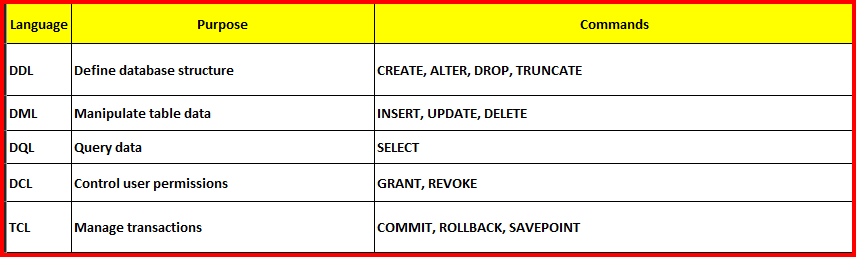 Language Purpose Commands
DDL Define database structure CREATE, ALTER, DROP, TRUNCATE
DML Manipulate table data INSERT, UPDATE, DELETE
DQL Query data SELECT
DCL Control user permissions GRANT, REVOKE
TCL Manage transactions COMMIT, ROLLBACK, SAVEPOINT